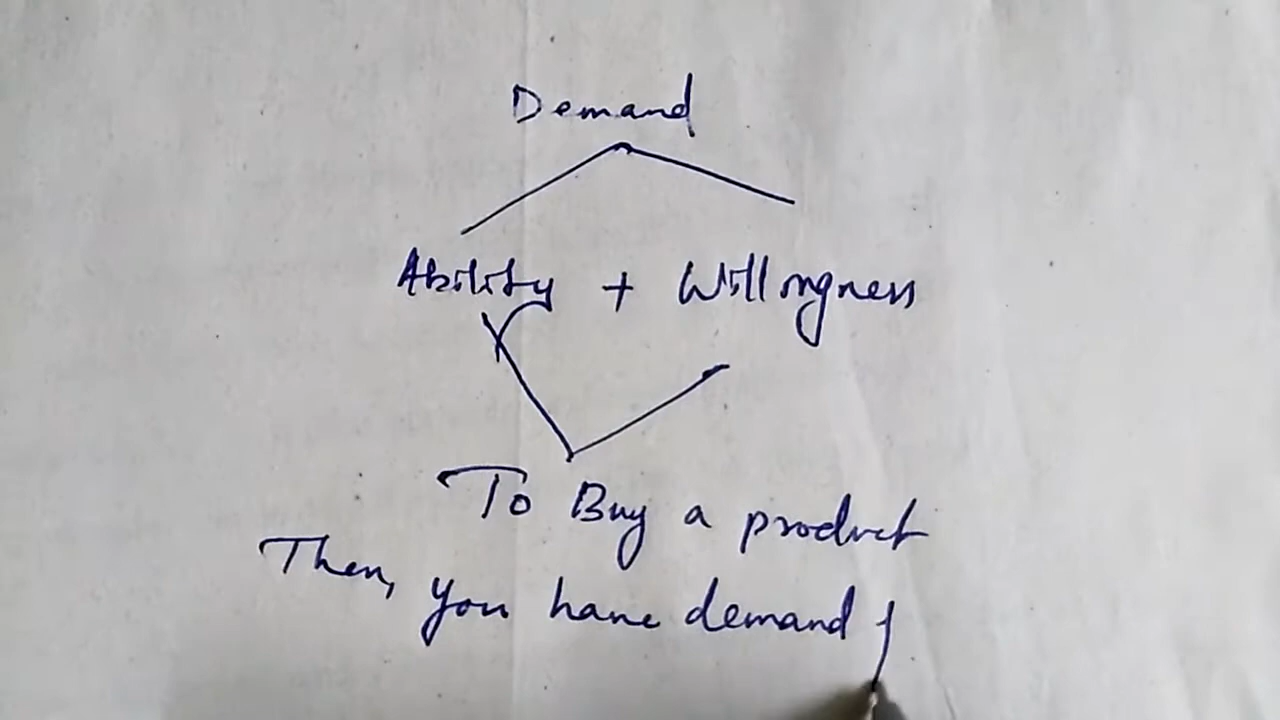 Demand
Ability + Willingness
To Buy a product
Then, you have demand f